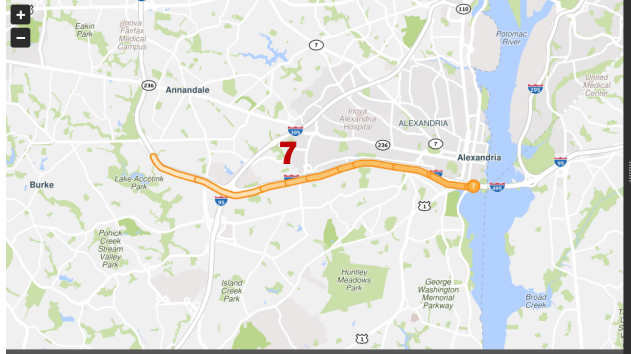 +
−
Eakin
Park
Inova
Fairfax
Medical
Campus
110
7
Potomac
River
236
Annandale
295
United
Medical
Center
Inova
Alexandria
Hospital
ALEXANDRIA
395
236
7
7
Alexandria
95
Lake Accotink
Park
Burke
7
495
95
1
Pohick
Creek
Stream
Valley
Park
Island
Creek
Park
Huntley
Meadows
Park
George
Washington
Memorial
Parkway
Broad
Creek
1